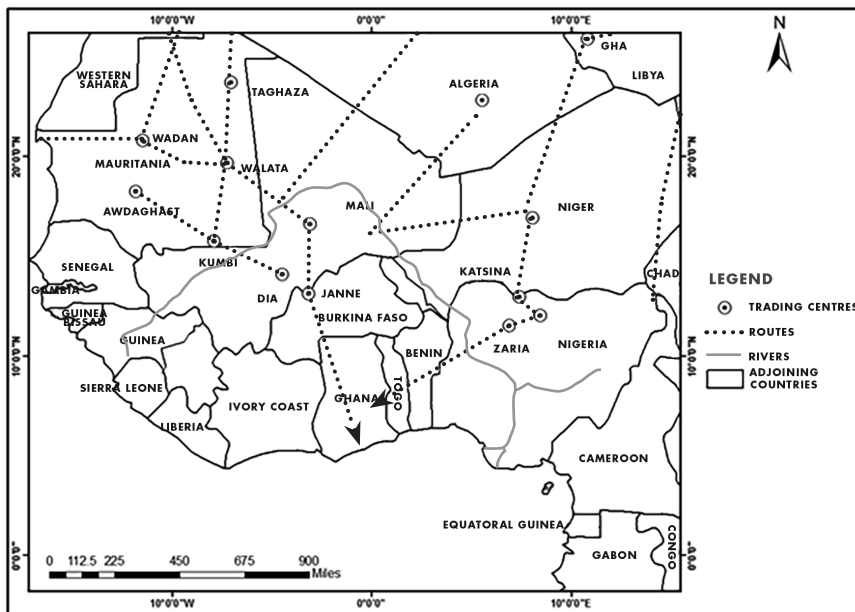 10°0'0"W
0°0'0"
10°0'0"E
N
WESTERN
SAHARA
TAGHAZA
ALGERIA
GHA
LIBYA
20°0'0"N
20°0'0"N
WADAN
MAURITANIA
WALATA
AWDAGHAST
MALI
NIGER
KUMBI
SENEGAL
GAMBIA
GUINEA
BISSAU
GUINEA
DIA
JANNE
BURKINA FASO
KATSINA
CHAD
ZARIA
NIGERIA
BENIN
TOGO
GHANA
10°0'0"N
10°0'0"N
SIERRA LEONE
IVORY COAST
LIBERIA
CAMEROON
EQUATORAL GUINEA
GABON
CONGO
0°0'0"
0°0'0"
0 112.5 225 450 675 900
Miles
10°0'0"W
0°0'0"
10°0'0"E
LEGEND
TRADING CENTRES
ROUTES
RIVERS
ADJOINING
COUNTRIES